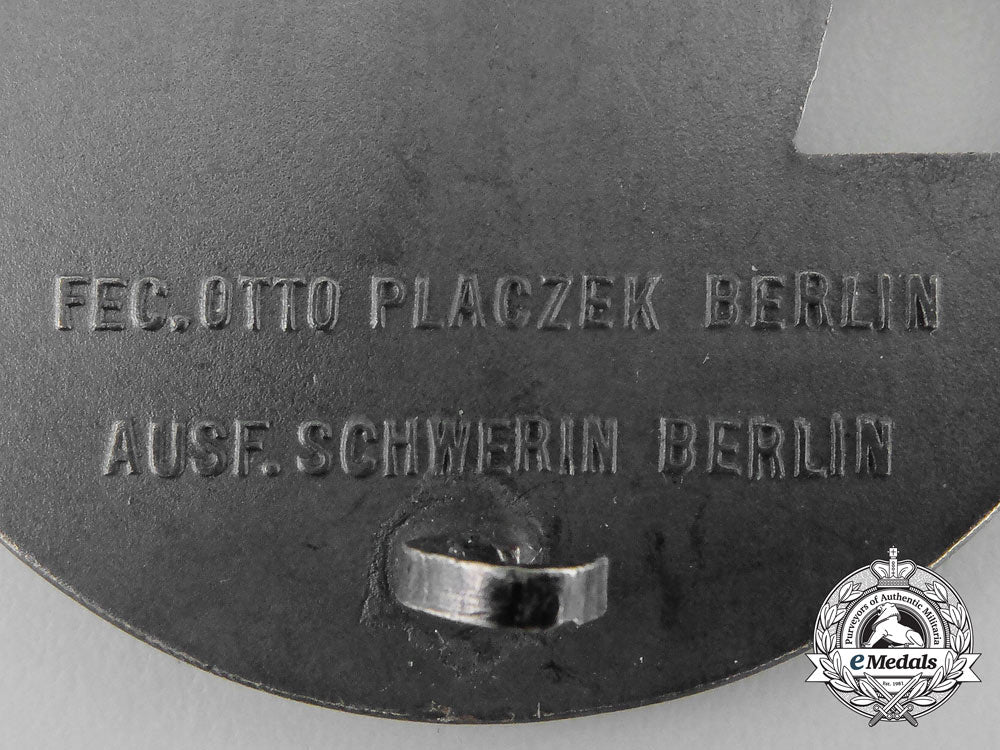 FEC. OTTO PLACZEK BERLIN
AUSF. SCHWERIN BERLIN
Purveyors of Authentic Militaria
eMedals
Est. 1981